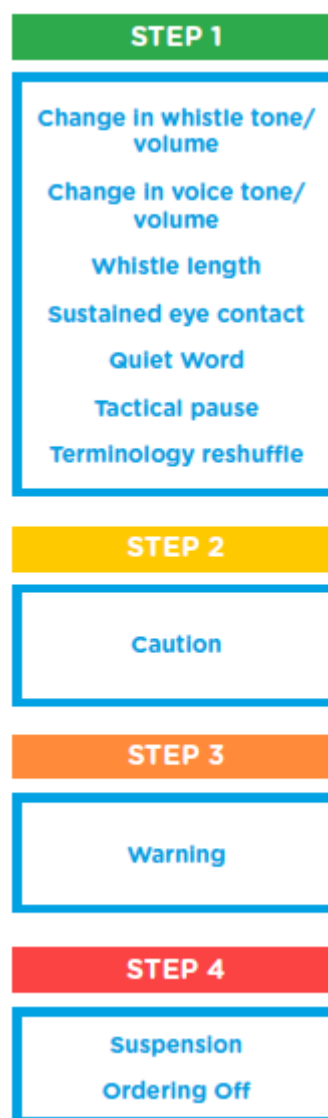 STEP 1
Change in whistle tone/
volume
Change in voice tone/
volume
Whistle length
Sustained eye contact
Quiet Word
Tactical pause
Terminology reshuffle
STEP 2
Caution
STEP 3
Warning
STEP 4
Suspension
Ordering Off